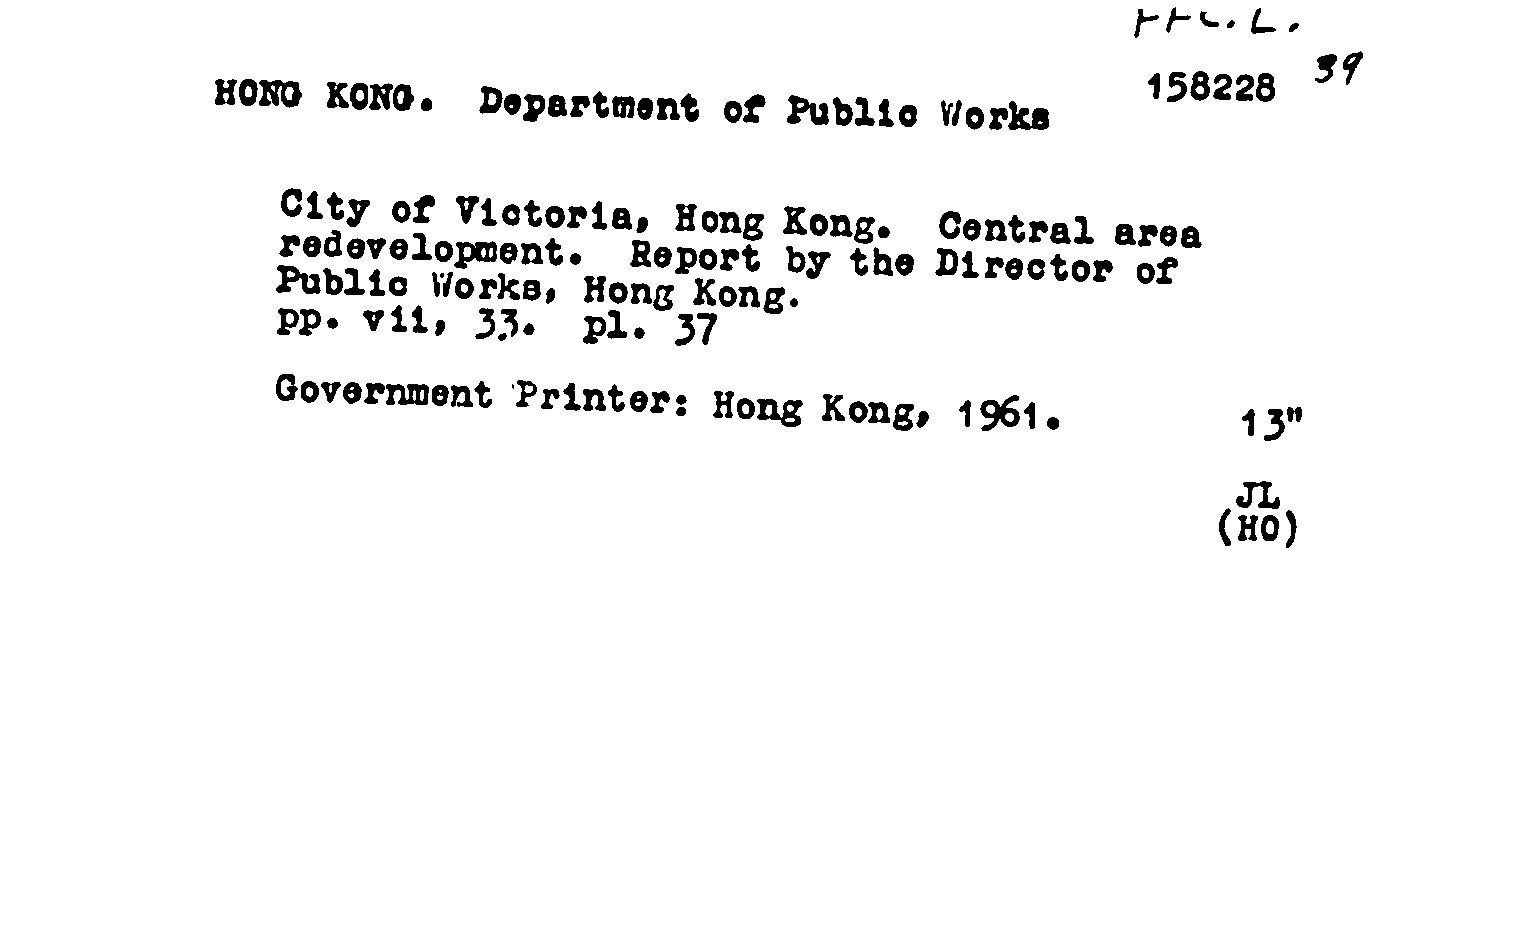 158228 39
HONG KONG. Department of Public Works
City of Victoria, Hong Kong. Central area
redevelopment. Report by the Director of
Public Works, Hong Kong.
pp. vii, 33. pl. 37
Government Printer: Hong Kong, 1961. 13"
JL
(HO)